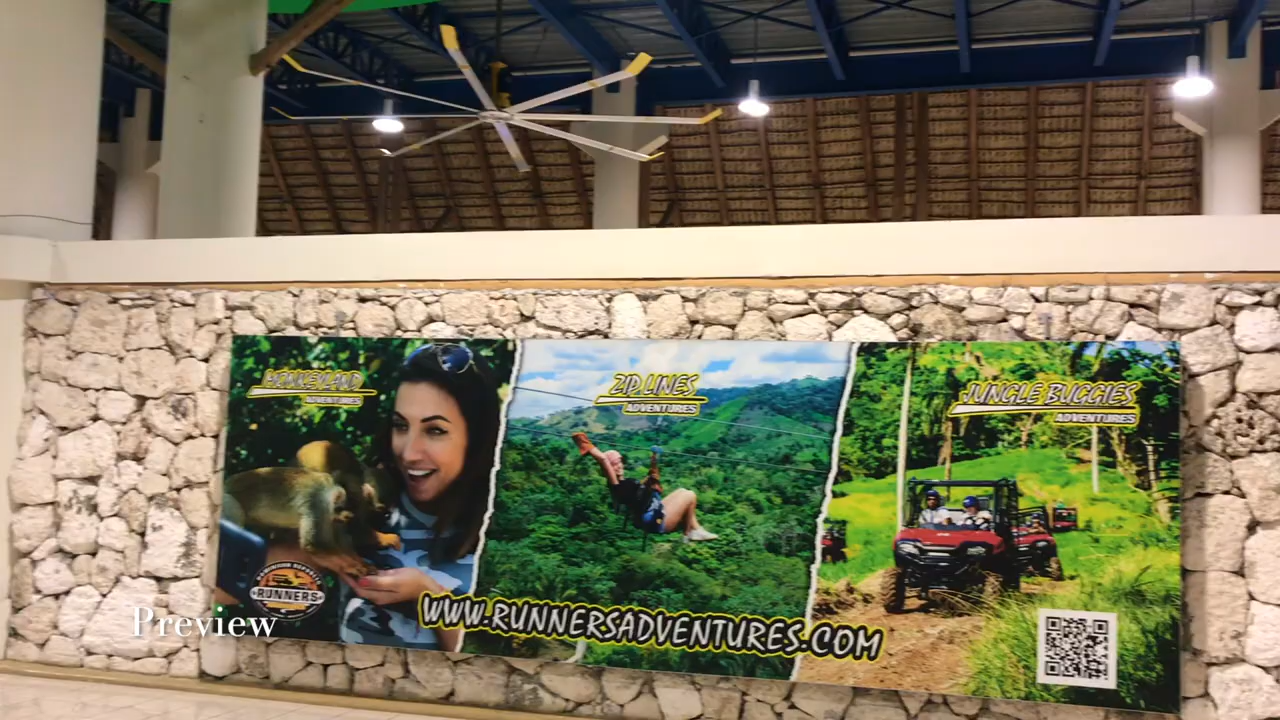 MONKEYLAND
ADVENTURES
ZIP LINES
ADVENTURES
JUNGLE BUGGIES
ADVENTURES
RUNNERS
WWW.RUNNERSADVENTURES.COM
Preview